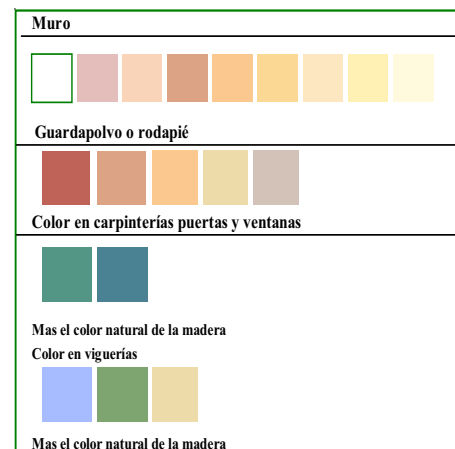 Muro
Guardapolvo o rodapié
Color en carpinterías puertas y ventanas
Mas el color natural de la madera
Color en viguerías
Mas el color natural de la madera